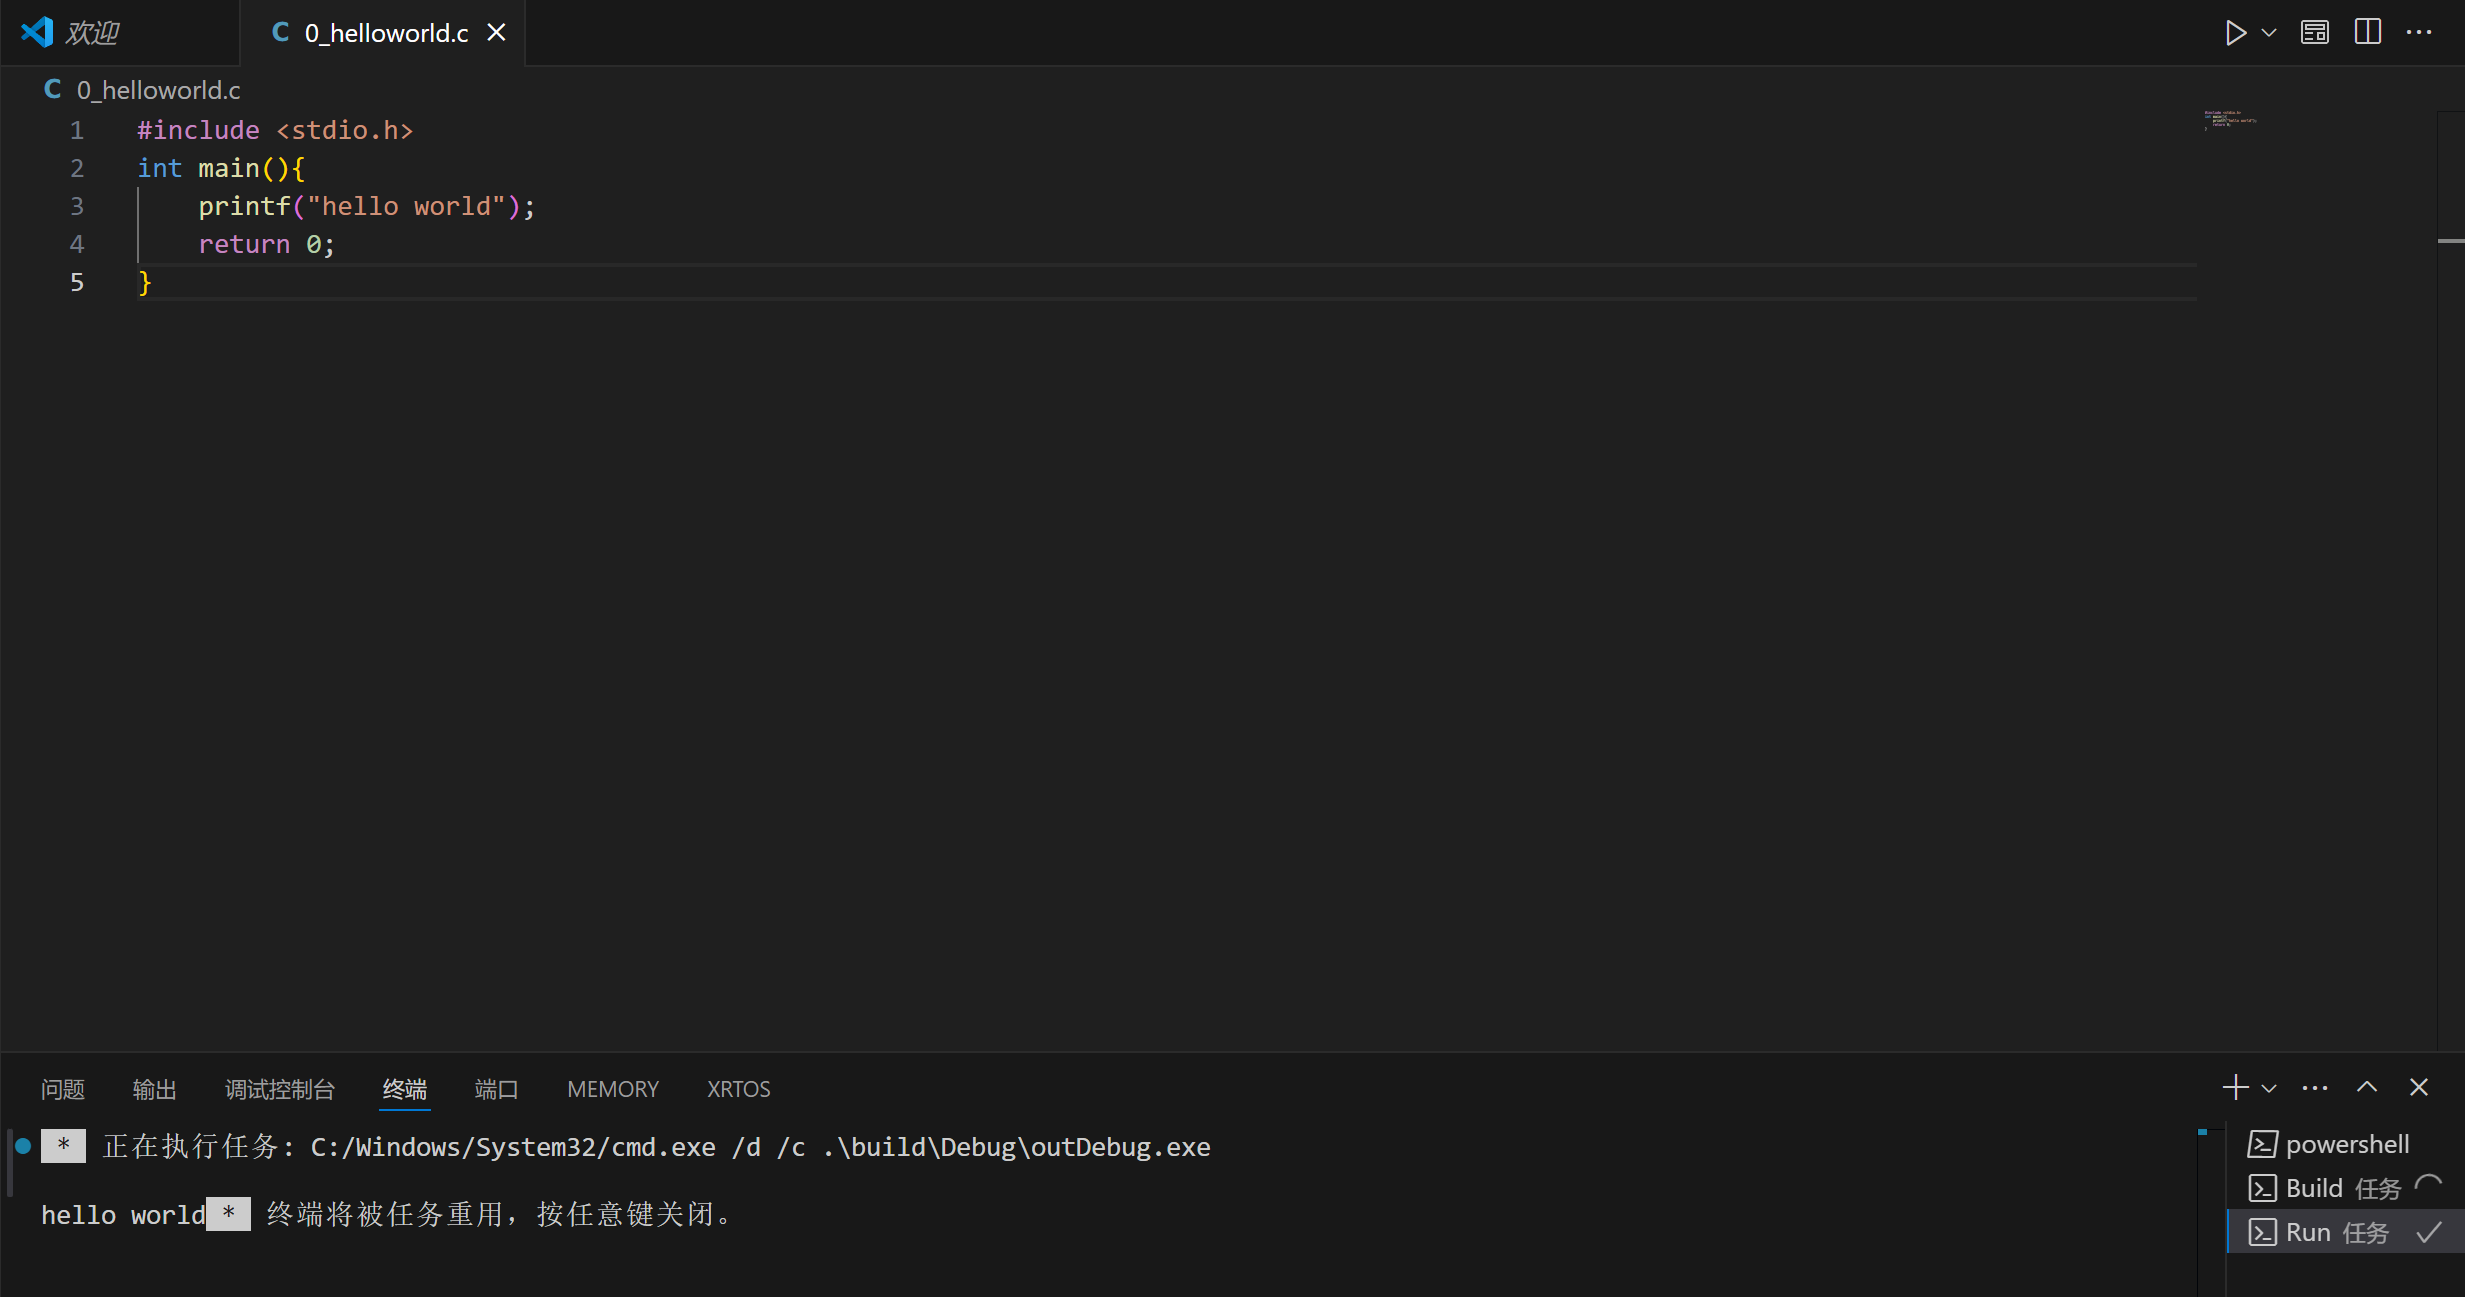 欢迎
C 0_helloworld.c
C 0_helloworld.c
1 #include <stdio.h>
2 int main(){
3     printf("hello world");
4     return 0;
5 }
问题 输出 调试控制台 终端 端口 MEMORY XRTOS
* 正在执行任务: C:/Windows/System32/cmd.exe /d /c .\build\Debug\outDebug.exe
hello world * 终端将被任务重用，按任意键关闭。
powershell
Build 任务
Run 任务